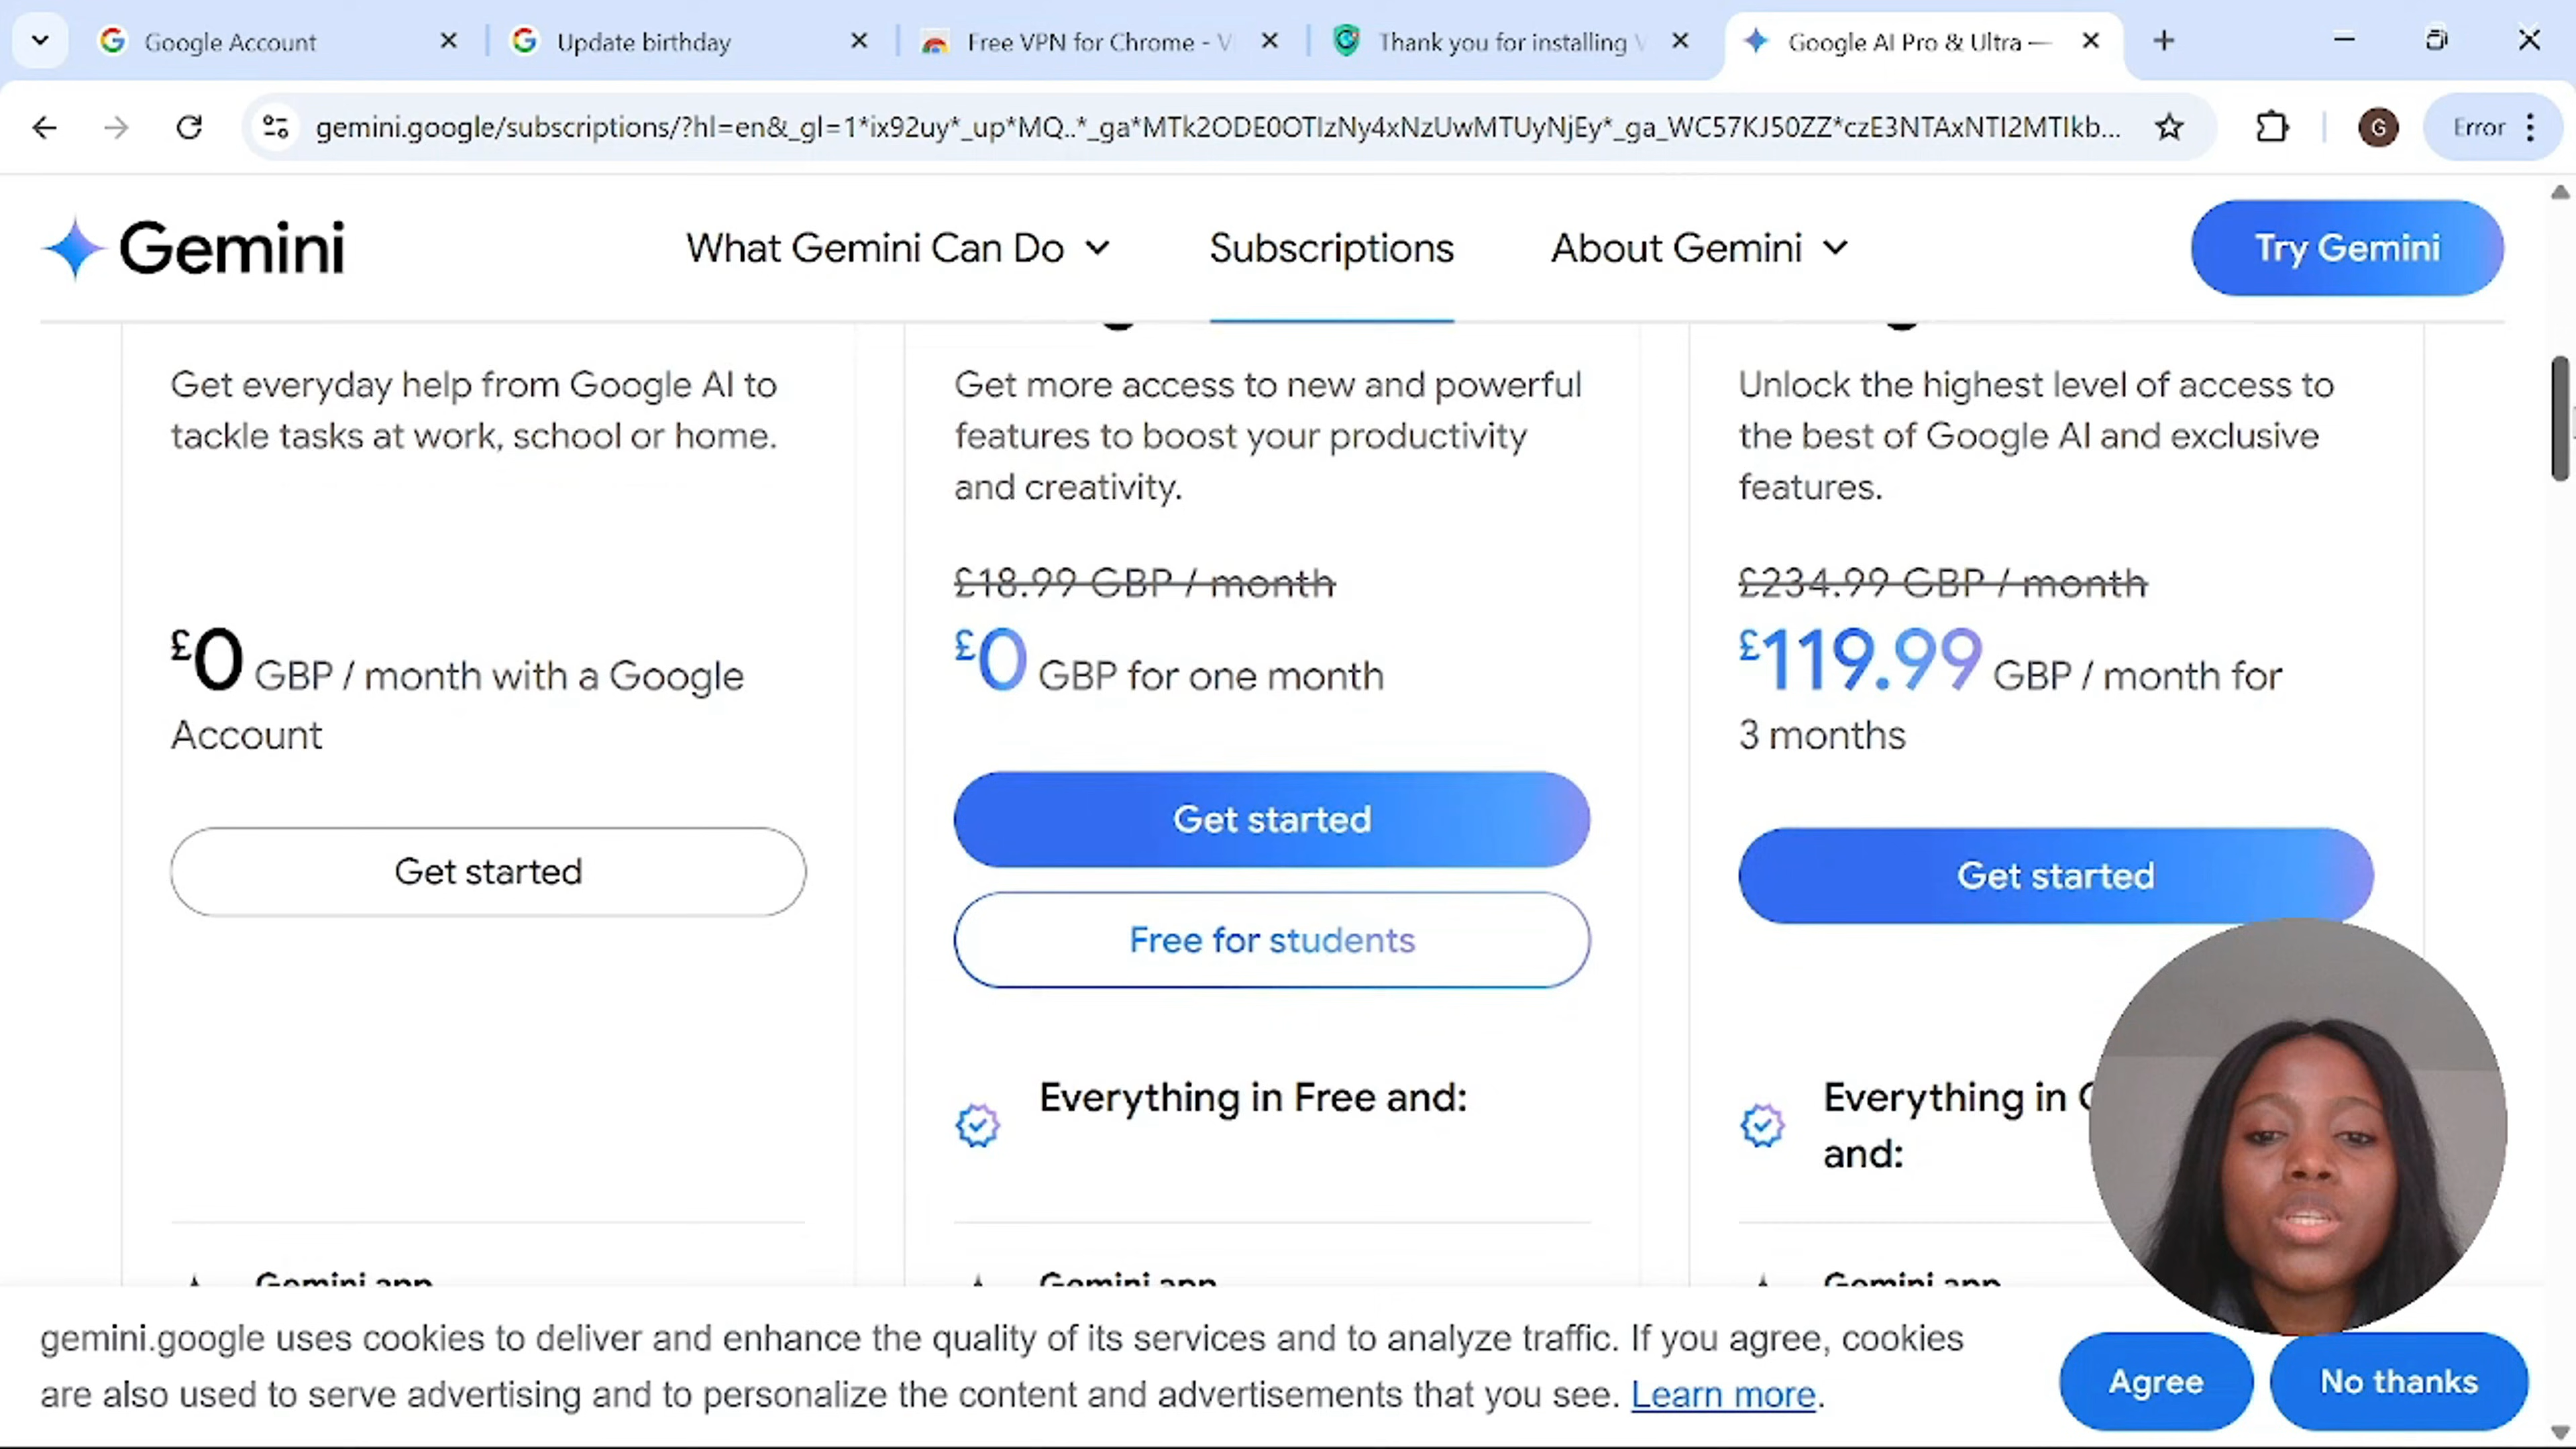 Google Account
Update birthday
Free VPN for Chrome - V
Thank you for installing V
Google AI Pro & Ultra —
gemini.google/subscriptions/?hl=en&_gl=1*ix92uy*_up*MQ..*_ga*MTk2ODE0OTIzNy4xNzUwMTUyNjEy*_ga_WC57KJ50ZZ*czE3NTAxNTI2MTIkb...
G
Error
Gemini
What Gemini Can Do
Subscriptions
About Gemini
Try Gemini
Get everyday help from Google AI to
tackle tasks at work, school or home.
£0 GBP / month with a Google
Account
Get started
Get more access to new and powerful
features to boost your productivity
and creativity.
£18.99 GBP / month
£0 GBP for one month
Get started
Free for students
Everything in Free and:
Unlock the highest level of access to
the best of Google AI and exclusive
features.
£234.99 GBP / month
£119.99 GBP / month for
3 months
Get started
Everything in
and:
Gemini app
Gemini app
Gemini app
gemini.google uses cookies to deliver and enhance the quality of its services and to analyze traffic. If you agree, cookies
are also used to serve advertising and to personalize the content and advertisements that you see. Learn more.
Agree
No thanks